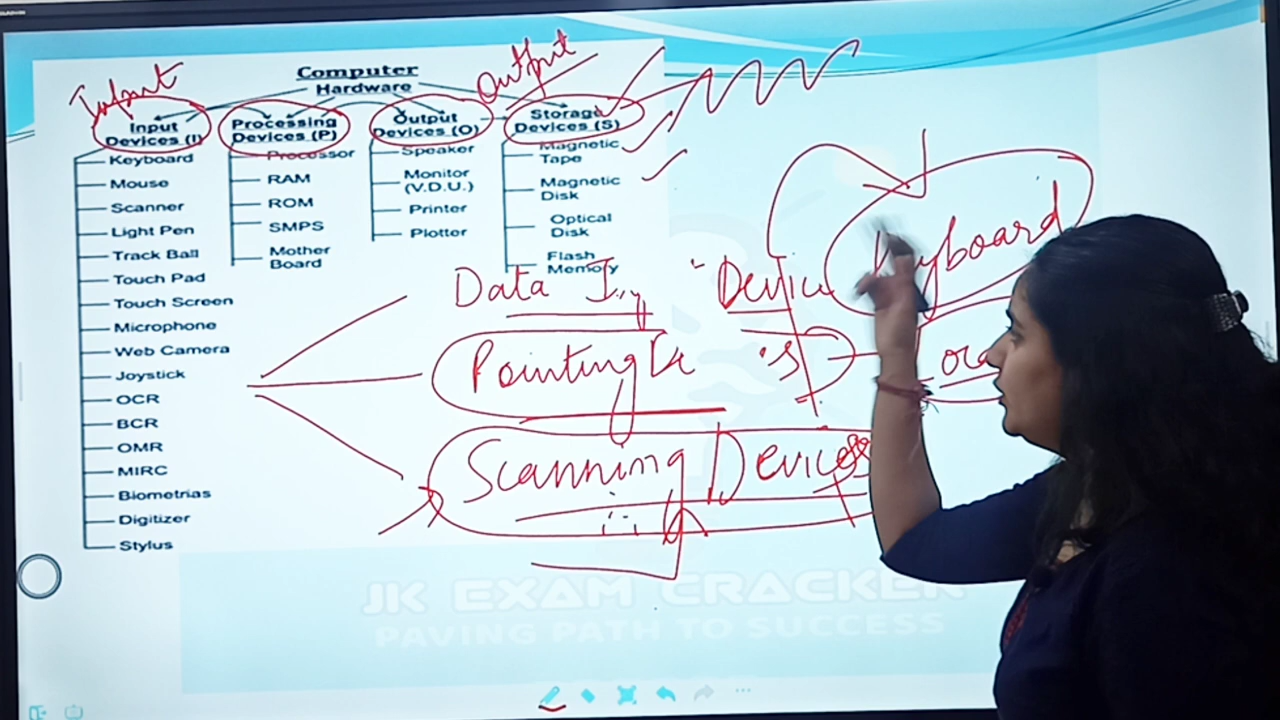 Input
Output
Computer
Hardware
Input
Devices (I)
Processing
Devices (P)
Output
Devices (O)
Storage
Devices (S)
Keyboard
Mouse
Scanner
Light Pen
Track Ball
Touch Pad
Touch Screen
Microphone
Web Camera
Joystick
OCR
BCR
OMR
MIRC
Biometrias
Digitizer
Stylus
Processor
RAM
ROM
SMPS
Mother
Board
Speaker
Monitor
(V.D.U.)
Printer
Plotter
Magnetic
Tape
Magnetic
Disk
Optical
Disk
Flash
Memory
Data Device
Keyboard
Pointing
Scanning Devices
JK EXAM CRACKER
PAVING PATH TO SUCCESS